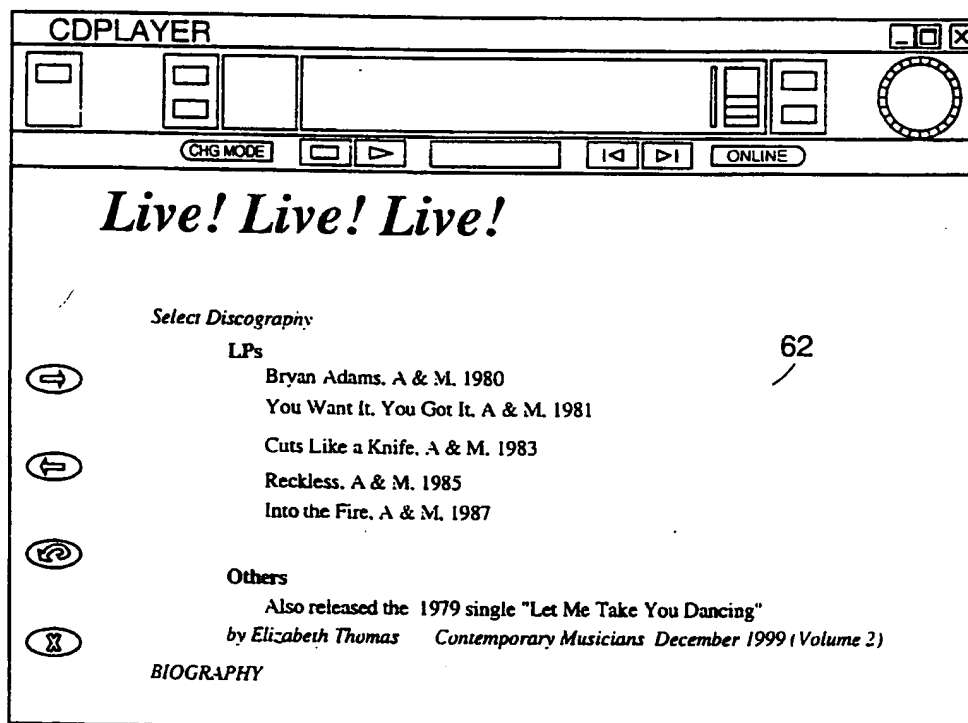 CDPLAYER
CHG MODE
ONLINE
Live! Live! Live!
Select Discography
62
LPs
Bryan Adams. A & M. 1980
You Want It. You Got It. A & M. 1981
Cuts Like a Knife. A & M. 1983
Reckless. A & M. 1985
Into the Fire. A & M. 1987
Others
Also released the 1979 single "Let Me Take You Dancing"
by Elizabeth Thomas Contemporary Musicians December 1999 (Volume 2)
BIOGRAPHY